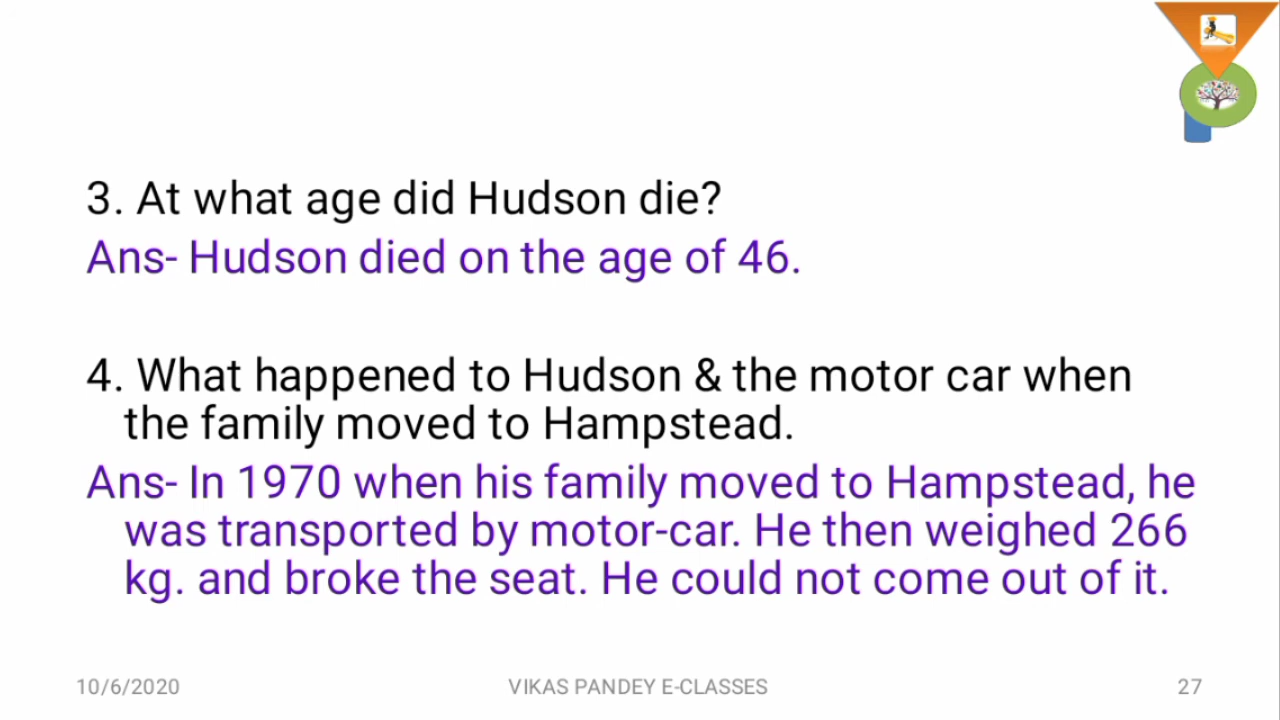 3. At what age did Hudson die?
Ans- Hudson died on the age of 46.
4. What happened to Hudson & the motor car when
the family moved to Hampstead.
Ans- In 1970 when his family moved to Hampstead, he
was transported by motor-car. He then weighed 266
kg. and broke the seat. He could not come out of it.
10/6/2020 VIKAS PANDEY E-CLASSES 27